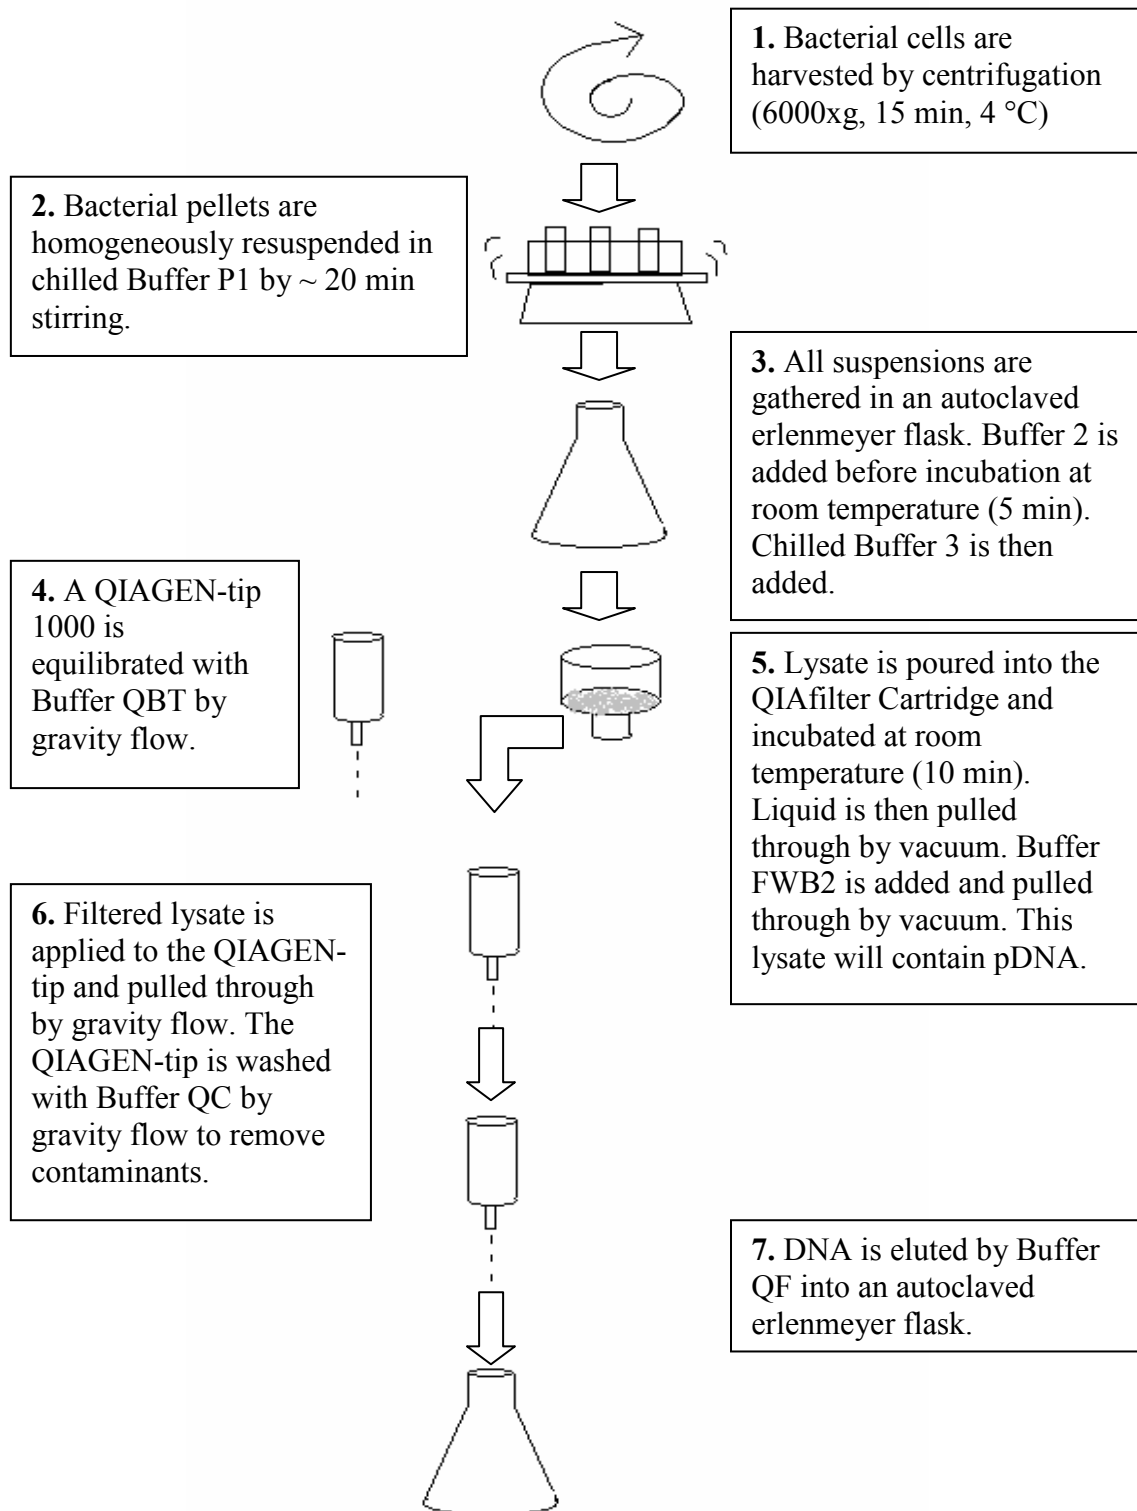 1. Bacterial cells are
harvested by centrifugation
(6000xg, 15 min, 4 °C)
2. Bacterial pellets are
homogeneously resuspended in
chilled Buffer P1 by ~ 20 min
stirring.
3. All suspensions are
gathered in an autoclaved
erlenmeyer flask. Buffer 2 is
added before incubation at
room temperature (5 min).
Chilled Buffer 3 is then
added.
4. A QIAGEN-tip
1000 is
equilibrated with
Buffer QBT by
gravity flow.
5. Lysate is poured into the
QIAfilter Cartridge and
incubated at room
temperature (10 min).
Liquid is then pulled
through by vacuum. Buffer
FWB2 is added and pulled
through by vacuum. This
lysate will contain pDNA.
6. Filtered lysate is
applied to the QIAGEN-
tip and pulled through
by gravity flow. The
QIAGEN-tip is washed
with Buffer QC by
gravity flow to remove
contaminants.
7. DNA is eluted by Buffer
QF into an autoclaved
erlenmeyer flask.